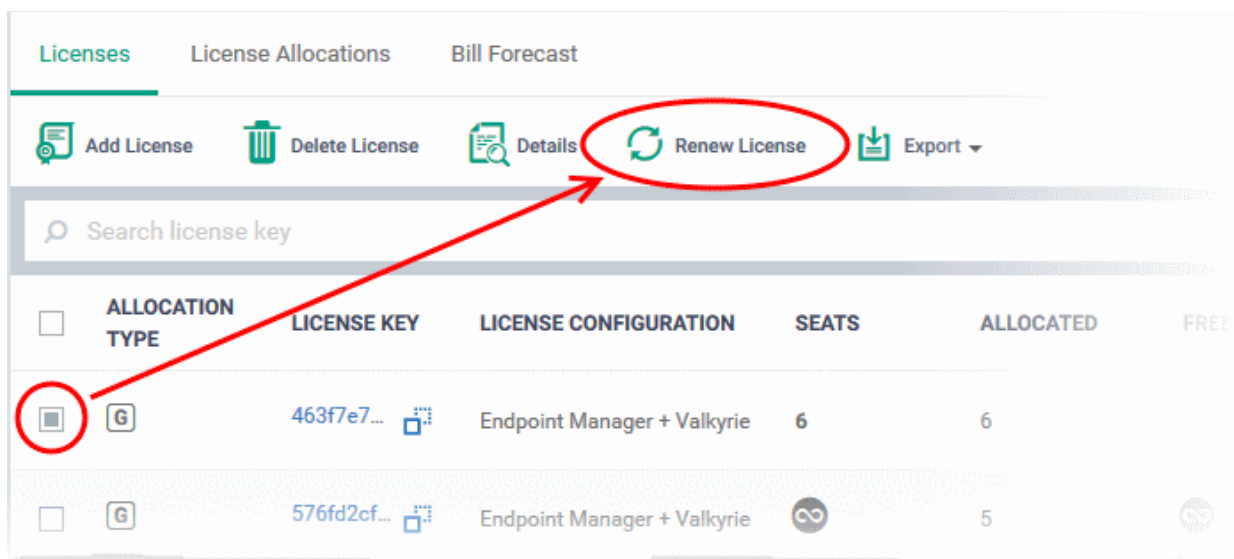 Licenses License Allocations Bill Forecast
Add License Delete License Details Renew License Export
Search license key
ALLOCATION TYPE LICENSE KEY LICENSE CONFIGURATION SEATS ALLOCATED FREE
G 463f7e7... Endpoint Manager + Valkyrie 6 6
G 576fd2cf... Endpoint Manager + Valkyrie 5